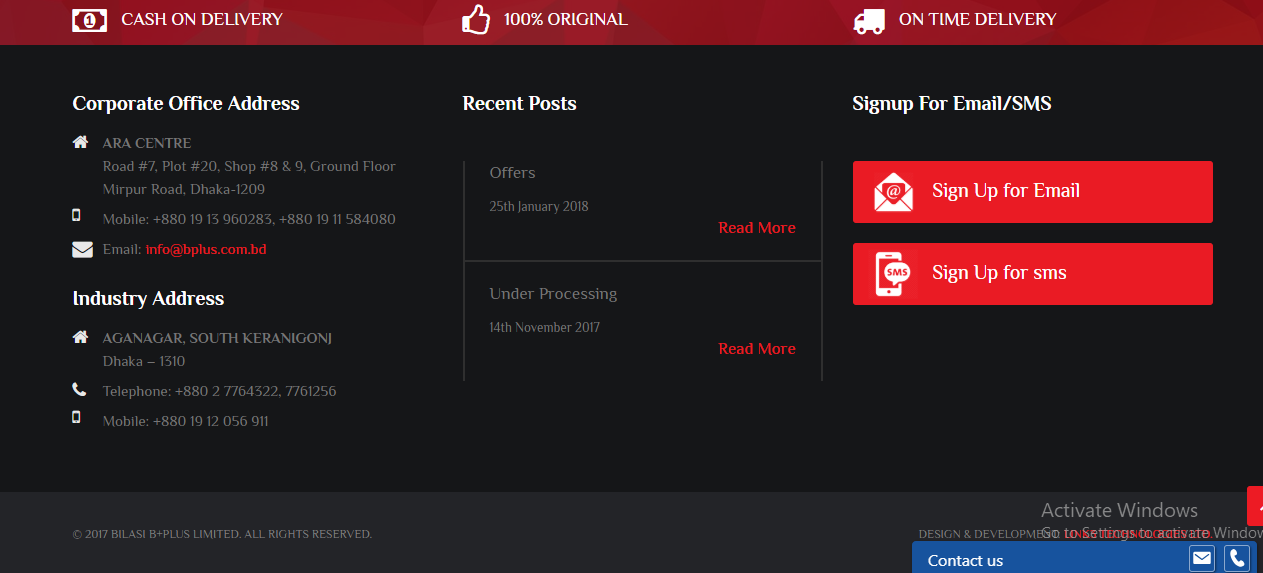 CASH ON DELIVERY
100% ORIGINAL
ON TIME DELIVERY
Corporate Office Address
ARA CENTRE
Road #7, Plot #20, Shop #8 & 9, Ground Floor
Mirpur Road, Dhaka-1209
Mobile: +880 19 13 960283, +880 19 11 584080
Email: info@bplus.com.bd
Industry Address
AGANAGAR, SOUTH KERANIGONJ
Dhaka – 1310
Telephone: +880 2 7764322, 7761256
Mobile: +880 19 12 056 911
Recent Posts
Offers
25th January 2018
Read More
Under Processing
14th November 2017
Read More
Signup For Email/SMS
@
Sign Up for Email
SMS
Sign Up for sms
© 2017 BILASI B+PLUS LIMITED. ALL RIGHTS RESERVED.
DESIGN & DEVELOPMENT:
Activate Windows
Go to Settings to activate Window
Contact us